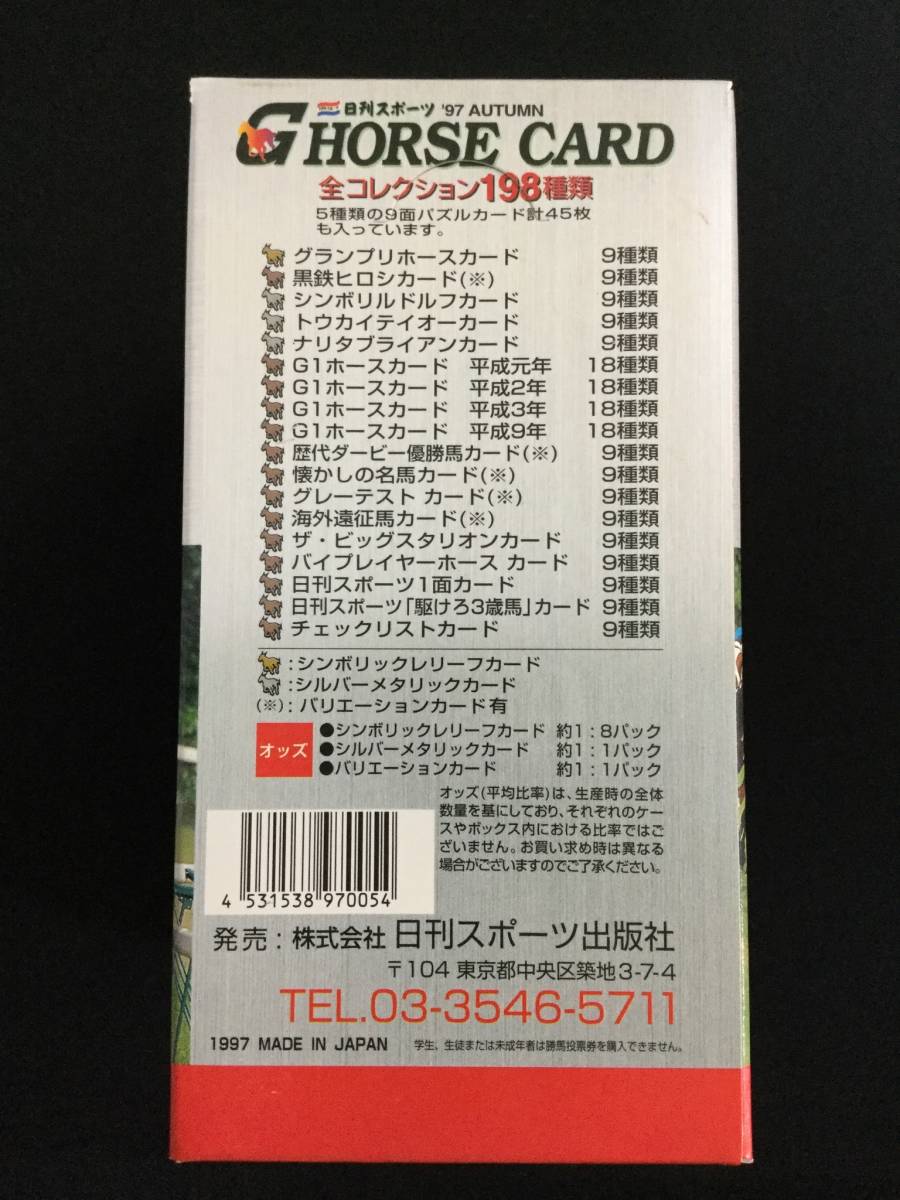 日刊スポーツ '97 AUTUMN
G HORSE CARD
全コレクション198種類
5種類の9面パズルカード計45枚
も入っています。
グランプリホースカード 9種類
黒鉄ヒロシカード(※) 9種類
シンボリルドルフカード 9種類
トウカイテイオーカード 9種類
ナリタブライアンカード 9種類
G1ホースカード 平成元年 18種類
G1ホースカード 平成2年 18種類
G1ホースカード 平成3年 18種類
G1ホースカード 平成9年 18種類
歴代ダービー優勝馬カード(※) 9種類
懐かしの名馬カード(※) 9種類
グレーテスト カード(※) 9種類
海外遠征馬カード(※) 9種類
ザ・ビッグスタリオンカード 9種類
バイプレイヤーホース カード 9種類
日刊スポーツ1面カード 9種類
日刊スポーツ「駆けろ3歳馬」カード 9種類
チェックリストカード 9種類
:シンボリックレリーフカード
:シルバーメタリックカード
(※):バリエーションカード有
オッズ
●シンボリックレリーフカード 約1:8パック
●シルバーメタリックカード 約1:1パック
●バリエーションカード 約1:1パック
オッズ(平均比率)は、生産時の全体
数量を基にしており、それぞれのケー
スやボックス内における比率ではご
ざいません。お買い求め時は異なる
場合がございますのでご了承ください。
4 531538 970054
発売:株式会社 日刊スポーツ出版社
〒104 東京都中央区築地3-7-4
TEL.03-3546-5711
1997 MADE IN JAPAN 学生、生徒または未成年者は勝馬投票券を購入できません。